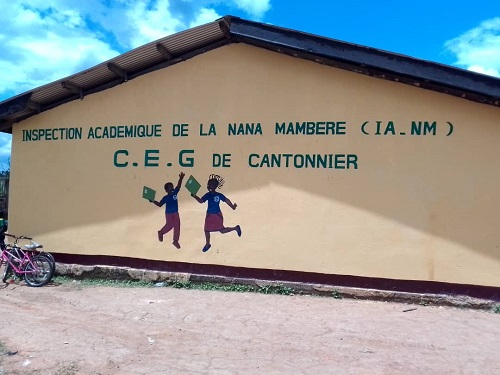 INSPECTION ACADEMIQUE DE LA NANA MAMBERE (IA_NM)
C.E.G DE CANTONNIER